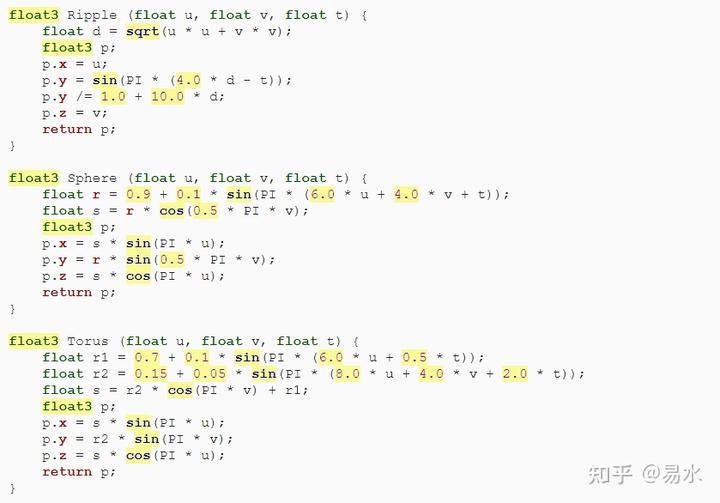 float3 Ripple (float u, float v, float t) {
    float d = sqrt(u * u + v * v);
    float3 p;
    p.x = u;
    p.y = sin(PI * (4.0 * d - t));
    p.y /= 1.0 + 10.0 * d;
    p.z = v;
    return p;
}
float3 Sphere (float u, float v, float t) {
    float r = 0.9 + 0.1 * sin(PI * (6.0 * u + 4.0 * v + t));
    float s = r * cos(0.5 * PI * v);
    float3 p;
    p.x = s * sin(PI * u);
    p.y = r * sin(0.5 * PI * v);
    p.z = s * cos(PI * u);
    return p;
}
float3 Torus (float u, float v, float t) {
    float r1 = 0.7 + 0.1 * sin(PI * (6.0 * u + 0.5 * t));
    float r2 = 0.15 + 0.05 * sin(PI * (8.0 * u + 4.0 * v + 2.0 * t));
    float s = r2 * cos(PI * v) + r1;
    float3 p;
    p.x = s * sin(PI * u);
    p.y = r2 * sin(PI * v);
    p.z = s * cos(PI * u);
    return p;
}
知乎 @易水